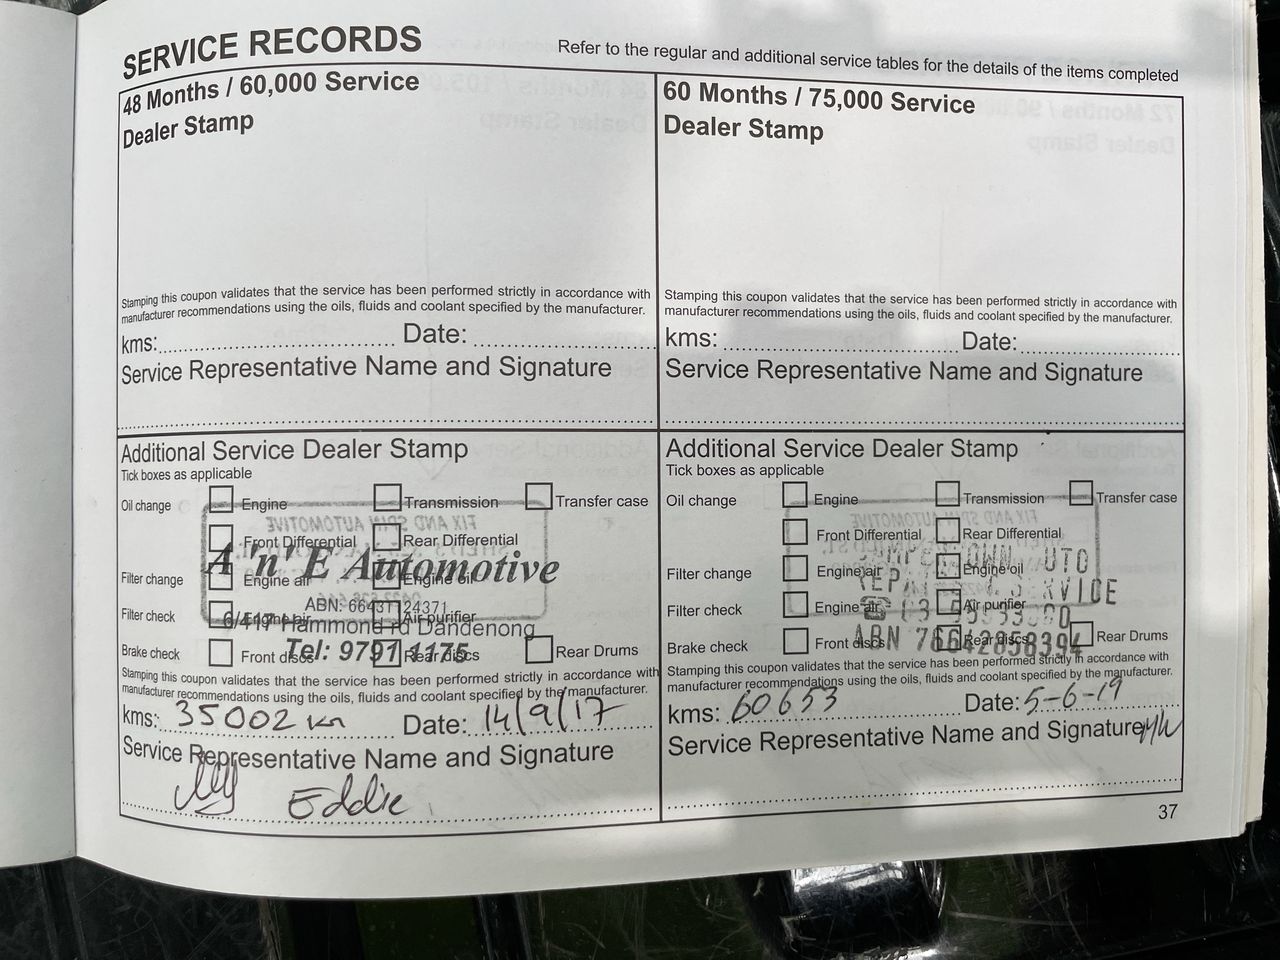 SERVICE RECORDS
Refer to the regular and additional service tables for the details of the items completed
48 Months / 60,000 Service
Dealer Stamp
Stamping this coupon validates that the service has been performed strictly in accordance with
manufacturer recommendations using the oils, fluids and coolant specified by the manufacturer.
kms: Date:
Service Representative Name and Signature
60 Months / 75,000 Service
Dealer Stamp
Stamping this coupon validates that the service has been performed strictly in accordance with
manufacturer recommendations using the oils, fluids and coolant specified by the manufacturer.
kms: Date:
Service Representative Name and Signature
Additional Service Dealer Stamp
Tick boxes as applicable
Oil change Engine Transmission Transfer case
Front Differential Rear Differential
A 'n' E Automotive
Filter change Engine air Engine oil
ABN: 66431124371
Filter check Engine air Air purifier
6/417 Hammond rd Dandenong
Brake check Front discs Rear discs Rear Drums
Tel: 9791 1175
Stamping this coupon validates that the service has been performed strictly in accordance with
manufacturer recommendations using the oils, fluids and coolant specified by the manufacturer.
kms: 35002 km Date: 14/9/17
Service Representative Name and Signature
Eddie
Additional Service Dealer Stamp
Tick boxes as applicable
Oil change Engine Transmission Transfer case
Front Differential Rear Differential
Filter change Engine air Engine oil
Filter check Engine air Air purifier
Brake check Front discs Rear discs Rear Drums
ABN 76642858394
Stamping this coupon validates that the service has been performed strictly in accordance with
manufacturer recommendations using the oils, fluids and coolant specified by the manufacturer.
kms: 60653 Date: 5-6-19
Service Representative Name and Signature
37